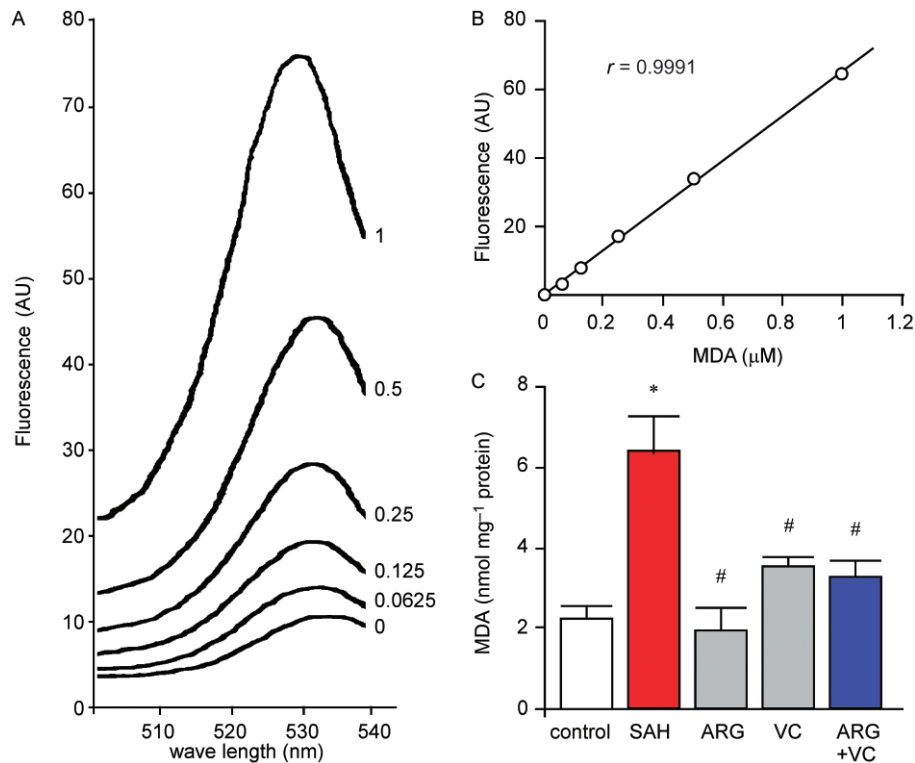 A
80
70
60
50
40
30
20
10
0
Fluorescence (AU)
1
0.5
0.25
0.125
0.0625
0
510 520 530 540
wave length (nm)
B
80
60
40
20
Fluorescence (AU)
r = 0.9991
0 0.2 0.4 0.6 0.8 1 1.2
MDA (μM)
C
8
6
4
2
0
MDA (nmol mg⁻¹ protein)
*
#
#
#
control SAH ARG VC ARG
+VC